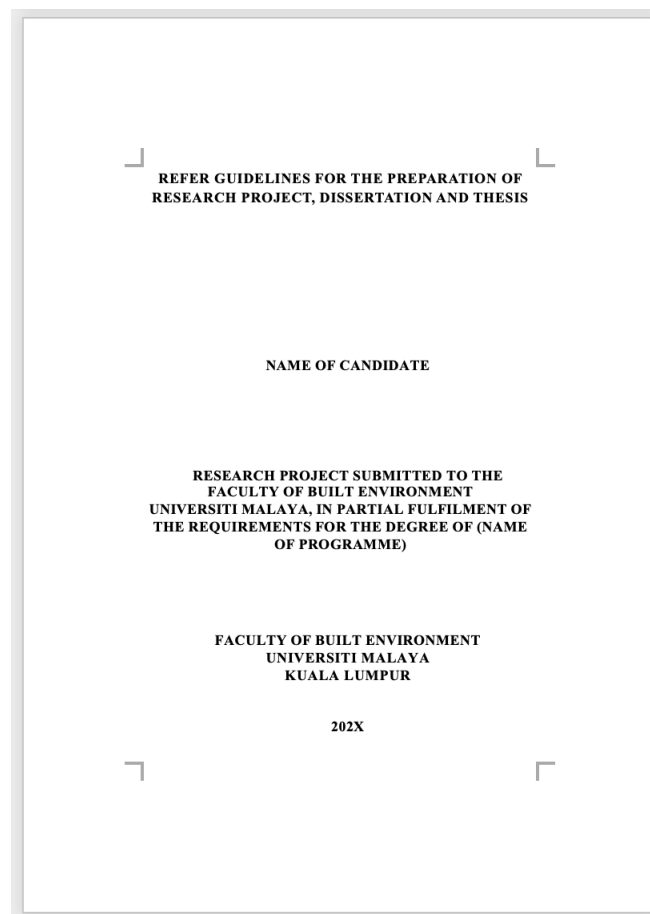 REFER GUIDELINES FOR THE PREPARATION OF
RESEARCH PROJECT, DISSERTATION AND THESIS
NAME OF CANDIDATE
RESEARCH PROJECT SUBMITTED TO THE
FACULTY OF BUILT ENVIRONMENT
UNIVERSITI MALAYA, IN PARTIAL FULFILMENT OF
THE REQUIREMENTS FOR THE DEGREE OF (NAME
OF PROGRAMME)
FACULTY OF BUILT ENVIRONMENT
UNIVERSITI MALAYA
KUALA LUMPUR
202X